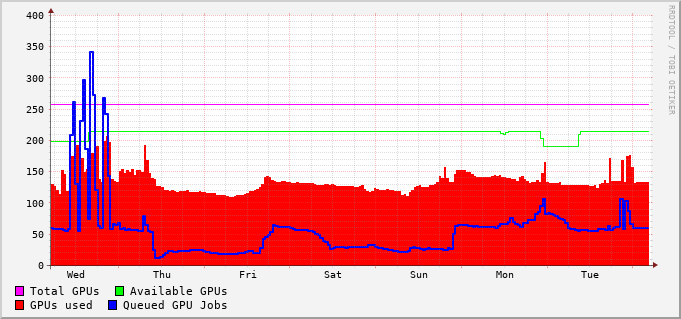 400
350
300
250
200
150
100
50
0
Wed Thu Fri Sat Sun Mon Tue
Total GPUs Available GPUs
GPUs used Queued GPU Jobs
RRDTOOL / TOBI OETIKER